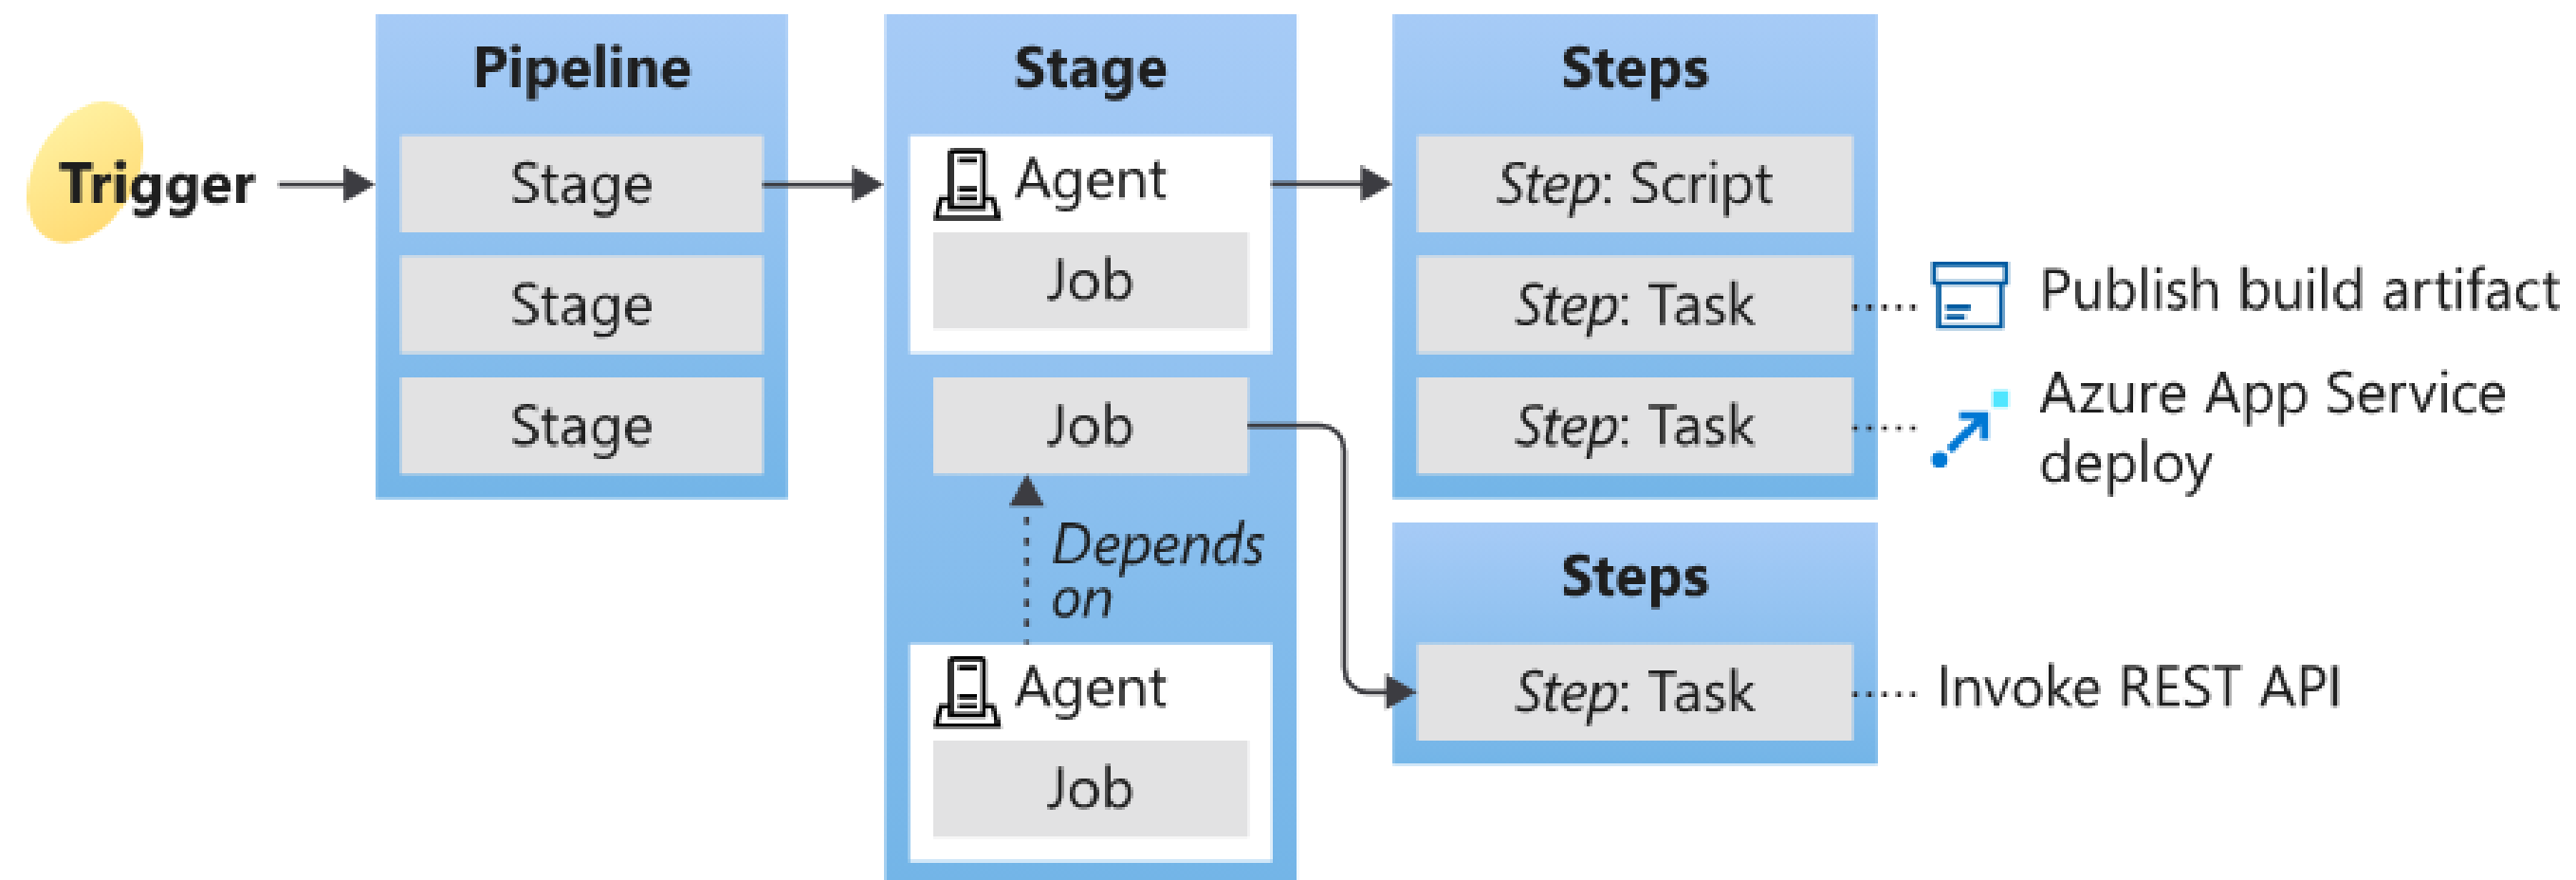 Trigger
Pipeline
Stage
Stage
Stage
Stage
Agent
Job
Job
Depends
on
Agent
Job
Steps
Step: Script
Step: Task
Step: Task
Publish build artifact
Azure App Service
deploy
Steps
Step: Task
Invoke REST API